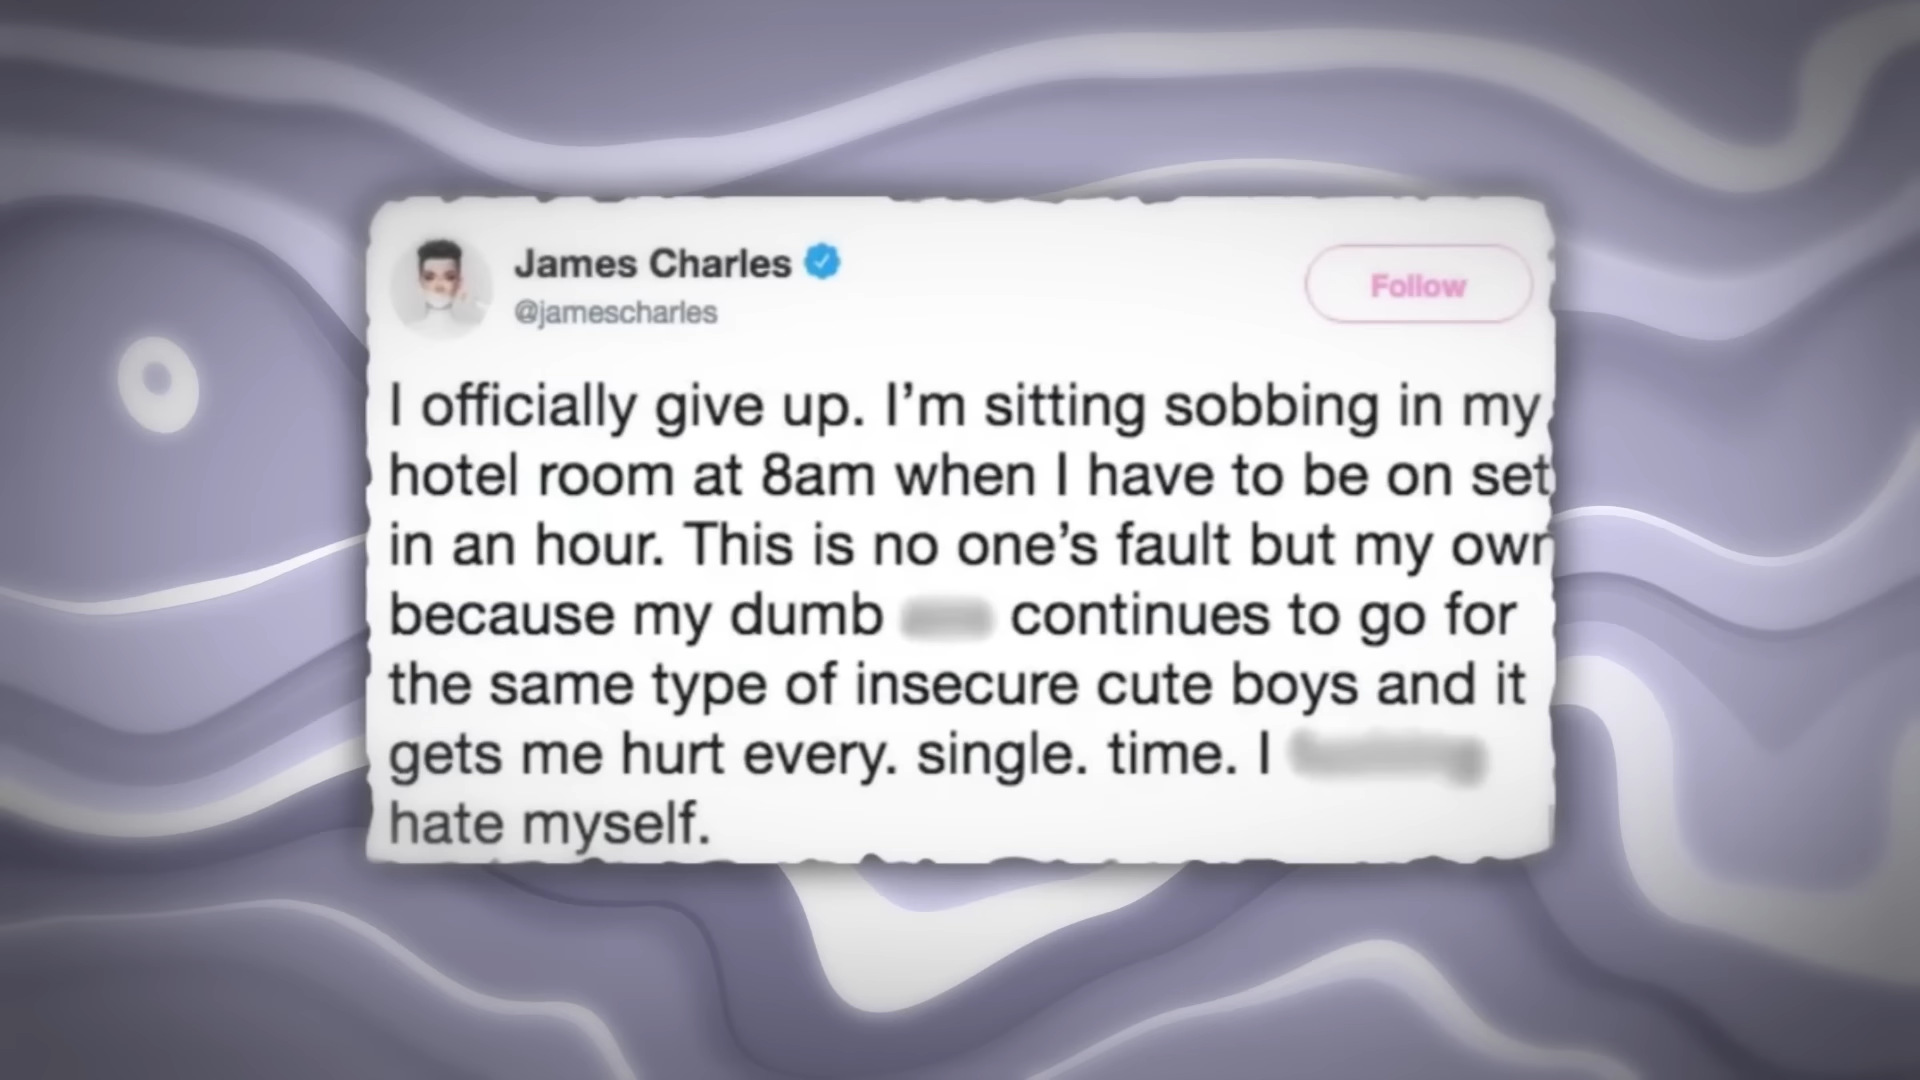 James Charles
@jamescharles
Follow
I officially give up. I'm sitting sobbing in my
hotel room at 8am when I have to be on set
in an hour. This is no one's fault but my own
because my dumb continues to go for
the same type of insecure cute boys and it
gets me hurt every. single. time. I
hate myself.